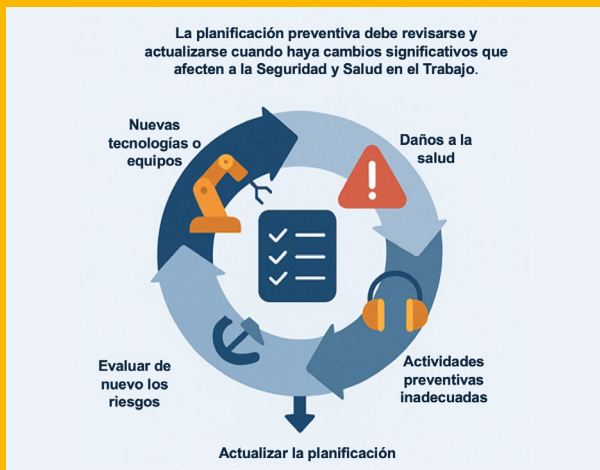 La planificación preventiva debe revisarse y
actualizarse cuando haya cambios significativos que
afecten a la Seguridad y Salud en el Trabajo.
Nuevas
tecnologías o
equipos
Daños a la
salud
Evaluar de
nuevo los
riesgos
Actividades
preventivas
inadecuadas
Actualizar la planificación